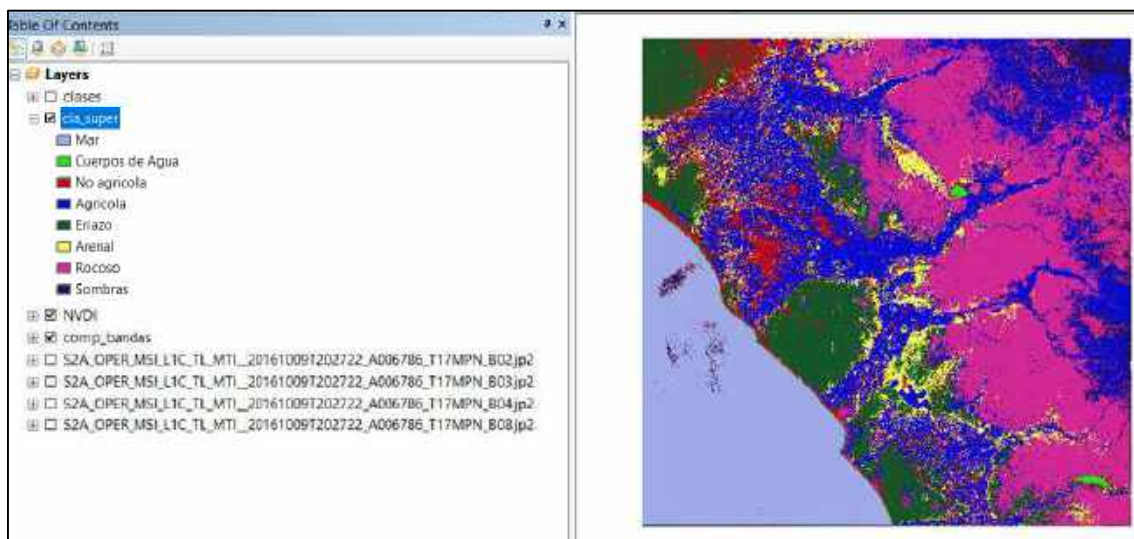 Table Of Contents
Layers
clases
cla_super
Mar
Cuerpos de Agua
No agricola
Agricola
Eriazo
Arenal
Rocoso
Sombras
NVDI
comp_bandas
S2A_OPER_MSI_L1C_TL_MTI__20161009T202722_A006786_T17MPN_B02.jp2
S2A_OPER_MSI_L1C_TL_MTI__20161009T202722_A006786_T17MPN_B03.jp2
S2A_OPER_MSI_L1C_TL_MTI__20161009T202722_A006786_T17MPN_B04.jp2
S2A_OPER_MSI_L1C_TL_MTI__20161009T202722_A006786_T17MPN_B08.jp2